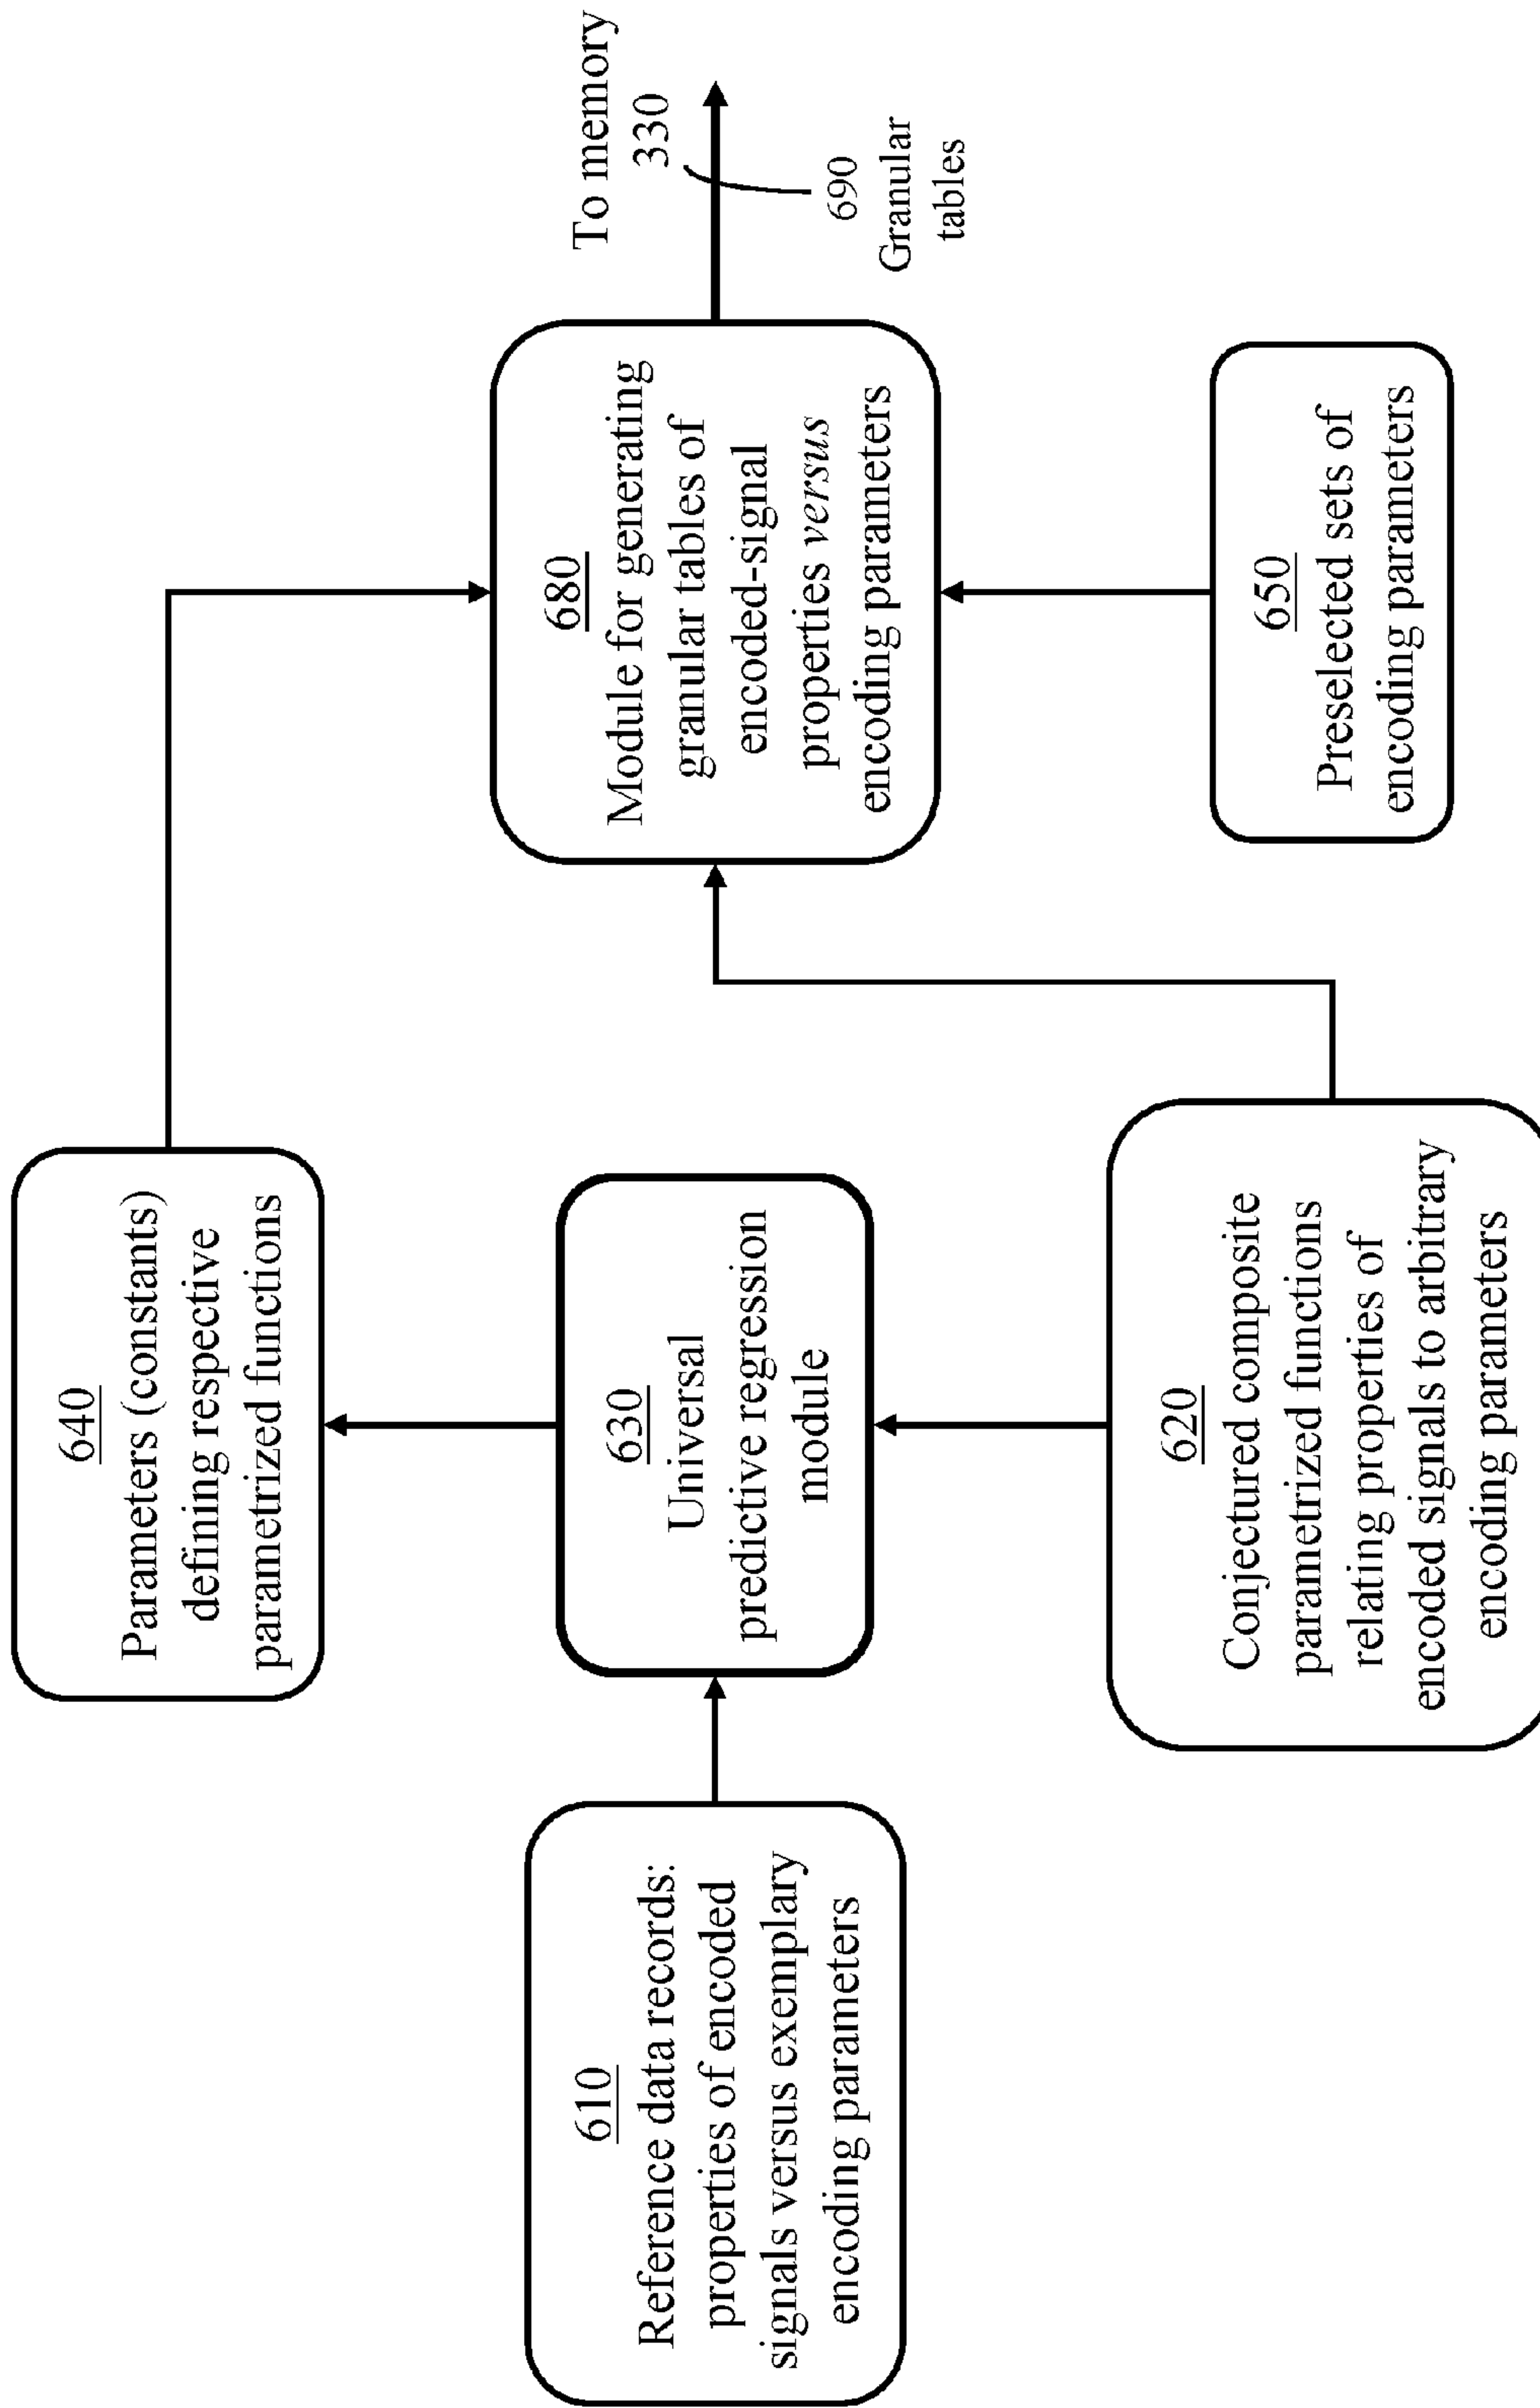 640
Parameters (constants)
defining respective
parametrized functions
610
Reference data records:
properties of encoded
signals versus exemplary
encoding parameters
630
Universal
predictive regression
module
620
Conjectured composite
parametrized functions
relating properties of
encoded signals to arbitrary
encoding parameters
680
Module for generating
granular tables of
encoded-signal
properties versus
encoding parameters
650
Preselected sets of
encoding parameters
To memory
330
690
Granular
tables